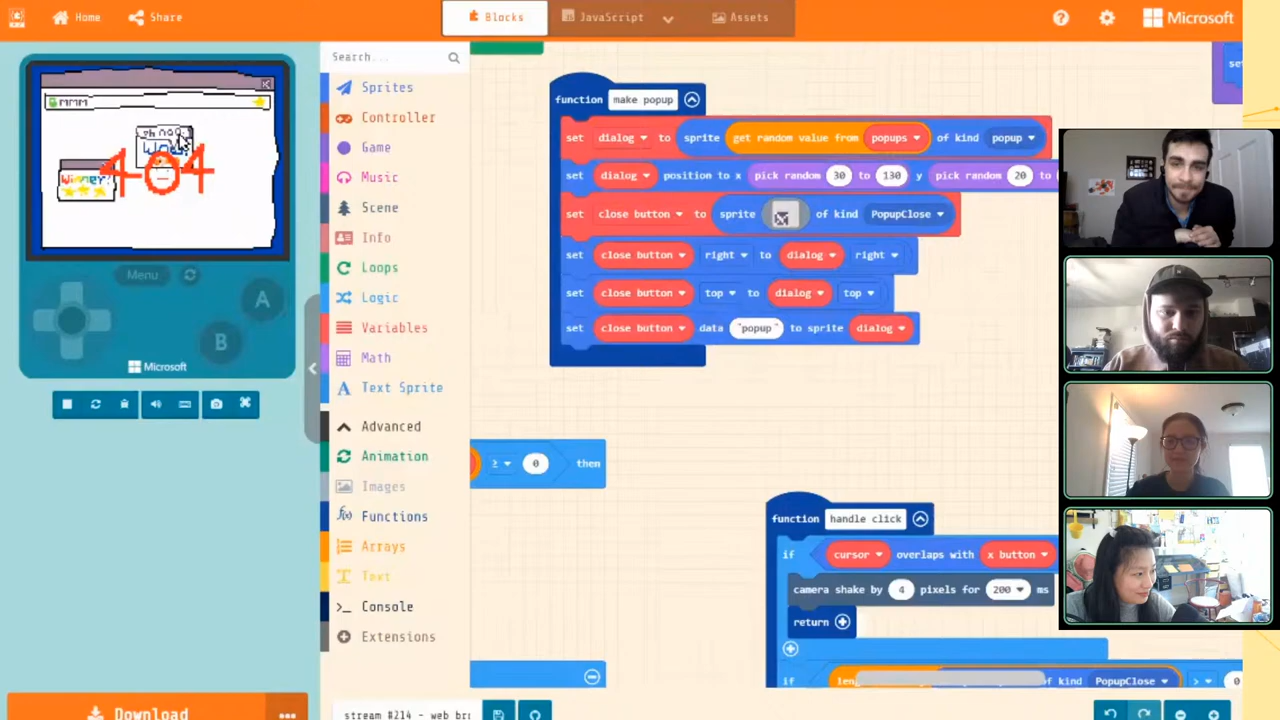 Home
Share
Blocks
JavaScript
Assets
Microsoft
MMM
Winner!
404
Menu
A
B
Microsoft
Download
Search...
Sprites
Controller
Game
Music
Scene
Info
Loops
Logic
Variables
Math
Text Sprite
Advanced
Animation
Images
Functions
Arrays
Text
Console
Extensions
function make popup
set dialog to sprite get random value from popups of kind popup
set dialog position to x pick random 30 to 130 y pick random 20 to
set close button to sprite of kind PopupClose
set close button right to dialog right
set close button top to dialog top
set close button data "popup" to sprite dialog
≥ 0 then
function handle click
if cursor overlaps with x button
camera shake by 4 pixels for 200 ms
return
if of kind PopupClose >
stream #214 - web bro